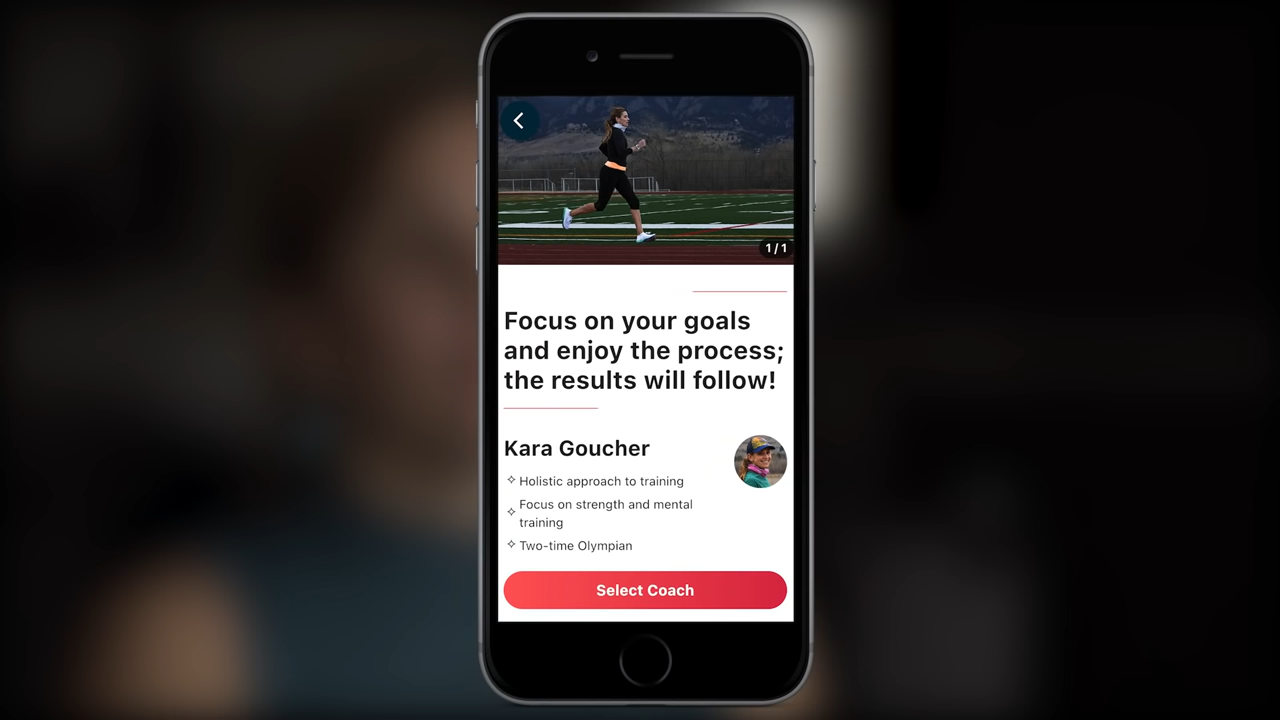 1/1
Focus on your goals
and enjoy the process;
the results will follow!
Kara Goucher
Holistic approach to training
Focus on strength and mental
training
Two-time Olympian
Select Coach